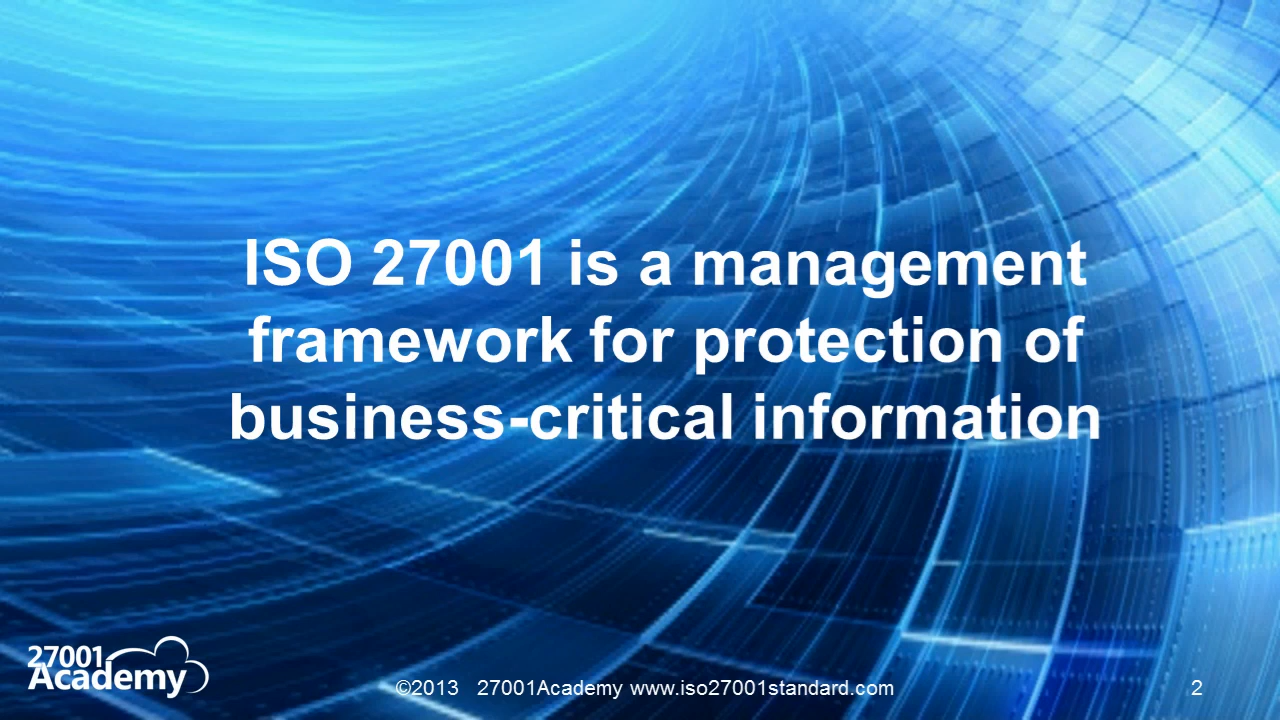 ISO 27001 is a management
framework for protection of
business-critical information
27001
Academy
©2013 27001Academy www.iso27001standard.com
2